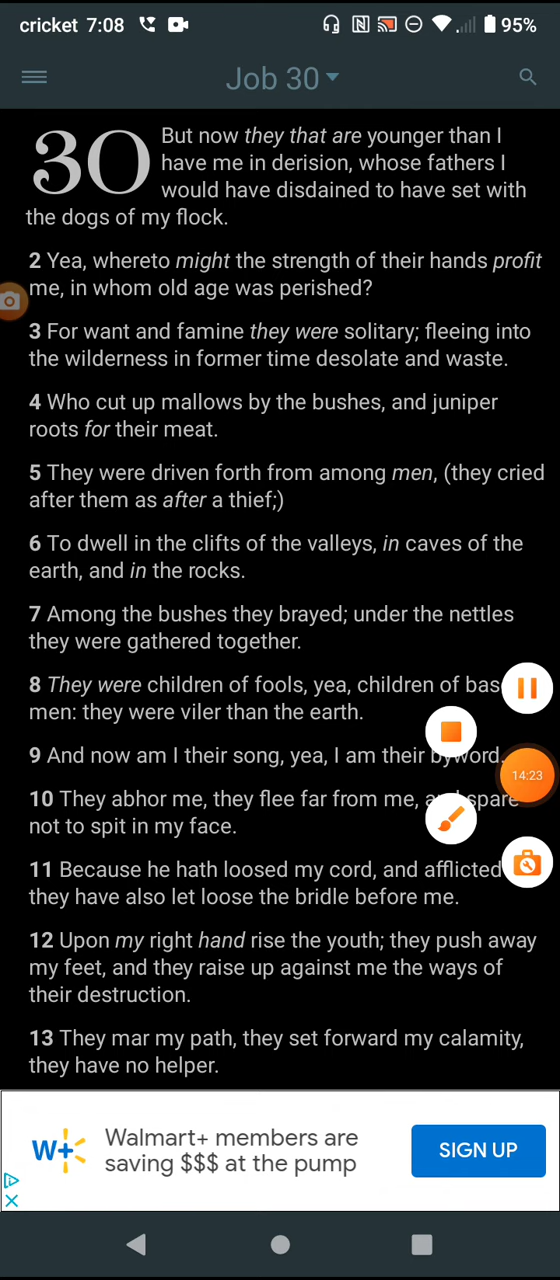 cricket 7:08 95%
Job 30
30 But now they that are younger than I
have me in derision, whose fathers I
would have disdained to have set with
the dogs of my flock.
2 Yea, whereto might the strength of their hands profit
me, in whom old age was perished?
3 For want and famine they were solitary; fleeing into
the wilderness in former time desolate and waste.
4 Who cut up mallows by the bushes, and juniper
roots for their meat.
5 They were driven forth from among men, (they cried
after them as after a thief;)
6 To dwell in the clifts of the valleys, in caves of the
earth, and in the rocks.
7 Among the bushes they brayed; under the nettles
they were gathered together.
8 They were children of fools, yea, children of bas
men: they were viler than the earth.
9 And now am I their song, yea, I am their byword.
14:23
10 They abhor me, they flee far from me, and spare
not to spit in my face.
11 Because he hath loosed my cord, and afflicted
they have also let loose the bridle before me.
12 Upon my right hand rise the youth; they push away
my feet, and they raise up against me the ways of
their destruction.
13 They mar my path, they set forward my calamity,
they have no helper.
W+ Walmart+ members are
saving $$$ at the pump
SIGN UP